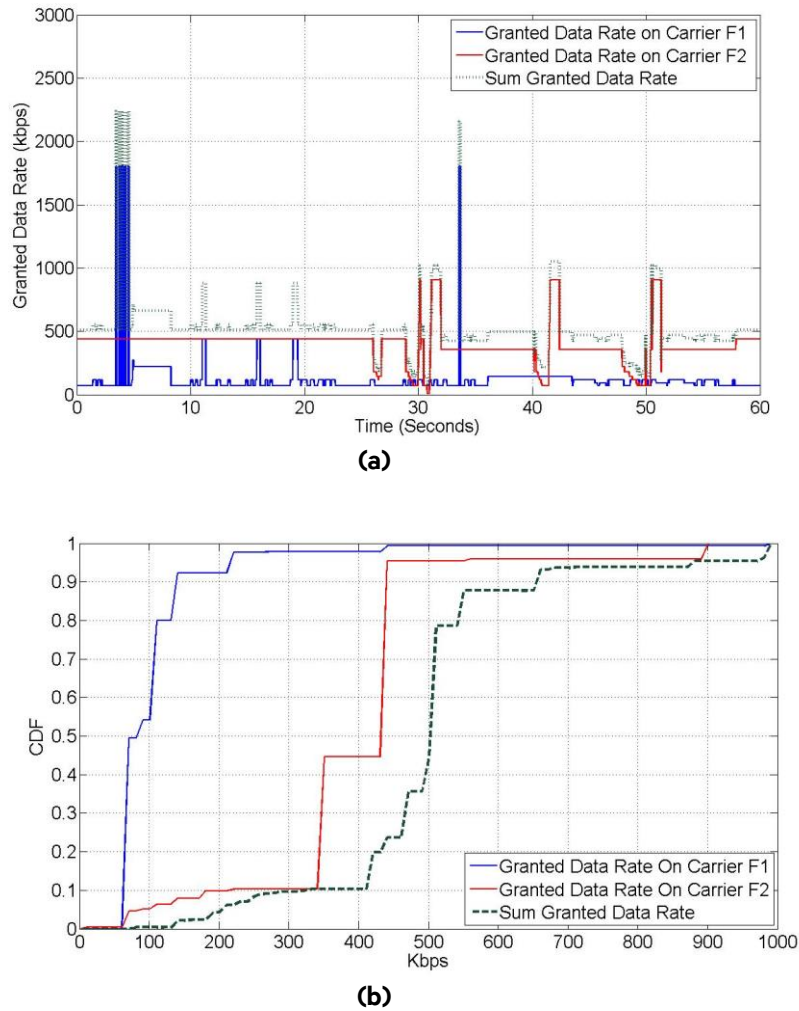 3000
2500
2000
1500
1000
500
0
Granted Data Rate (kbps)
Granted Data Rate on Carrier F1
Granted Data Rate on Carrier F2
Sum Granted Data Rate
0 10 20 30 40 50 60
Time (Seconds)
(a)
1
0.9
0.8
0.7
0.6
0.5
0.4
0.3
0.2
0.1
0
CDF
Granted Data Rate On Carrier F1
Granted Data Rate On Carrier F2
Sum Granted Data Rate
0 100 200 300 400 500 600 700 800 900 1000
Kbps
(b)